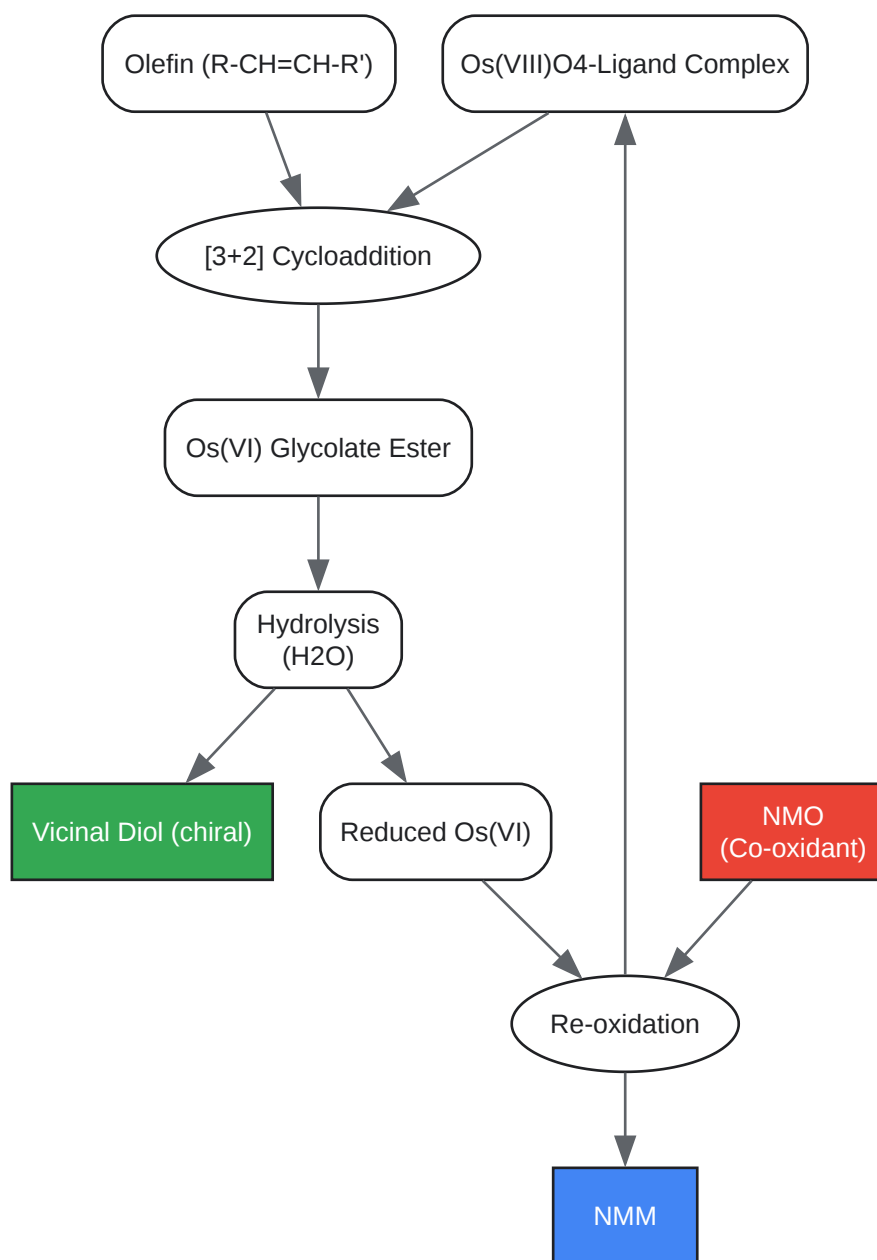 Olefin (R-CH=CH-R')
Os(VIII)O4-Ligand Complex
[3+2] Cycloaddition
Os(VI) Glycolate Ester
Hydrolysis
(H2O)
Vicinal Diol (chiral)
Reduced Os(VI)
NMO
(Co-oxidant)
Re-oxidation
NMM